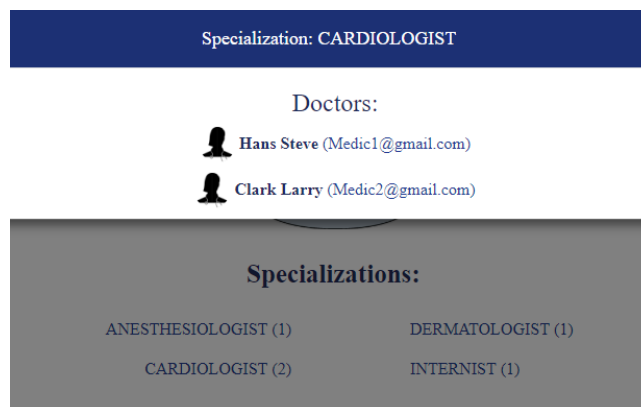 Specialization: CARDIOLOGIST
Doctors:
Hans Steve (Medic1@gmail.com)
Clark Larry (Medic2@gmail.com)
Specializations:
ANESTHESIOLOGIST (1) DERMATOLOGIST (1)
CARDIOLOGIST (2) INTERNIST (1)